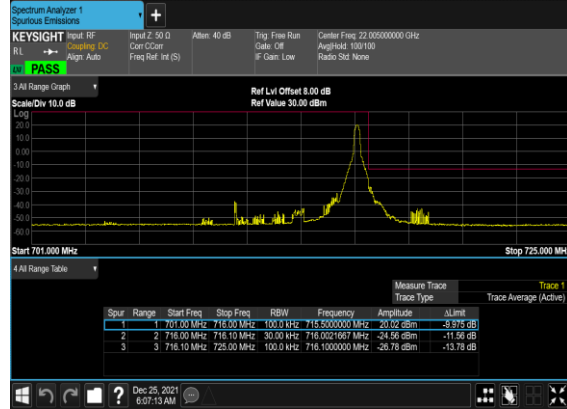 Spectrum Analyzer 1
Spurious Emissions
+
KEYSIGHT Input: RF Input Z: 50 Ω Atten: 40 dB Trig: Free Run Center Freq: 22.005000000 GHz
RL Coupling: DC Corr CCorr Gate: Off Avg|Hold: 100/100
Align: Auto Freq Ref: Int (S) IF Gain: Low Radio Std: None
PASS
3 All Range Graph
Ref Lvl Offset 8.00 dB
Scale/Div 10.0 dB Ref Value 30.00 dBm
Log
20.0
10.0
0.00
-10.0
-20.0
-30.0
-40.0
-50.0
-60.0
Start 701.000 MHz Stop 725.000 MH
4 All Range Table
Measure Trace Trace 1
Trace Type Trace Average (Active)
Spur Range Start Freq Stop Freq RBW Frequency Amplitude ΔLimit
1 1 701.00 MHz 716.00 MHz 100.0 kHz 715.5000000 MHz 20.02 dBm -9.975 dB
2 2 716.00 MHz 716.10 MHz 30.00 kHz 716.0021667 MHz -24.56 dBm -11.56 dB
3 3 716.10 MHz 725.00 MHz 100.0 kHz 716.1000000 MHz -26.78 dBm -13.78 dB
? Dec 25, 2021
6:07:13 AM